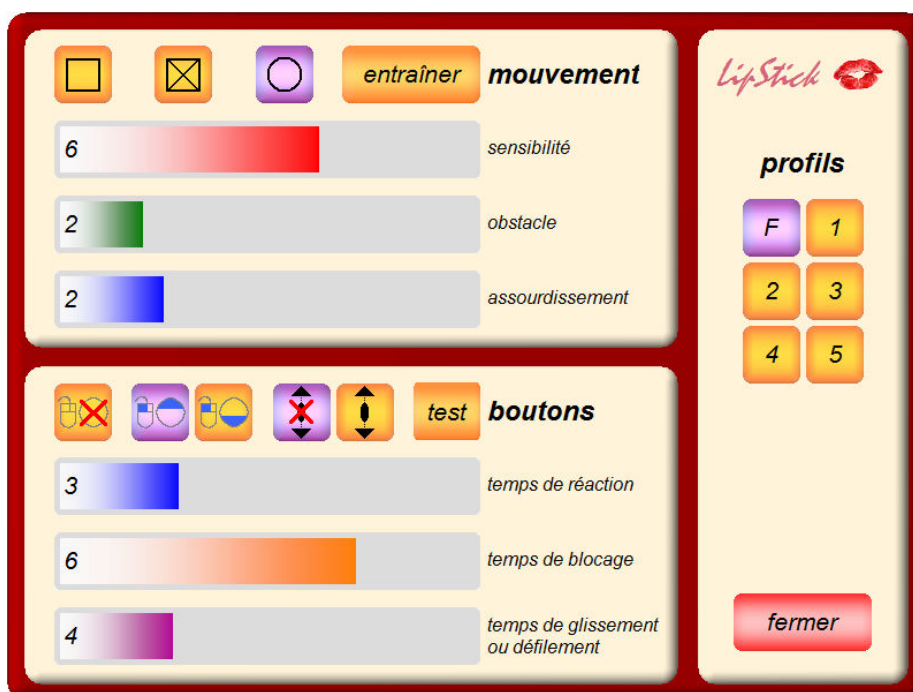 entraîner mouvement
6 sensibilité
2 obstacle
2 assourdissement
test boutons
3 temps de réaction
6 temps de blocage
4 temps de glissement
ou défilement
LipStick
profils
F 1
2 3
4 5
fermer